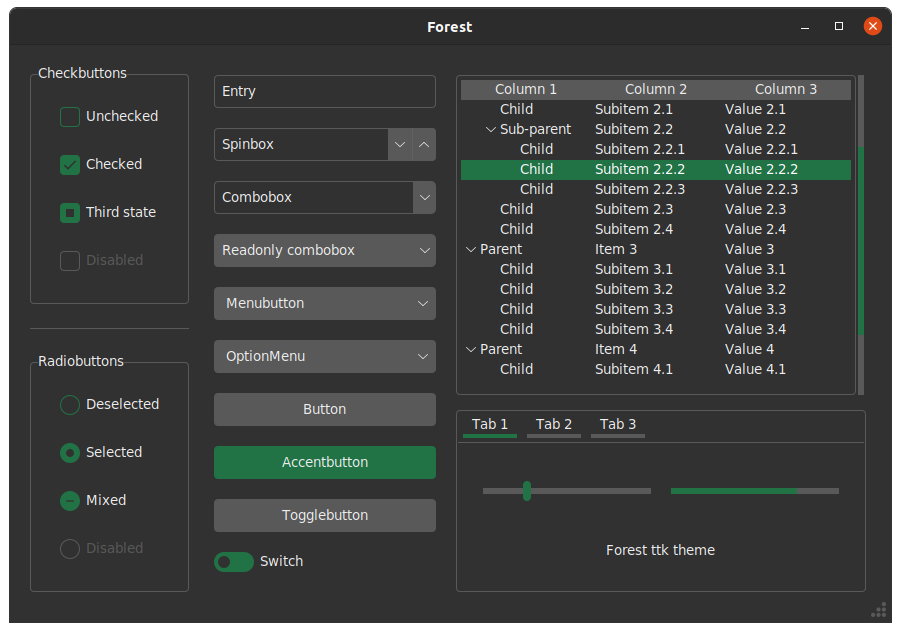 Forest
Checkbuttons
Unchecked
Checked
Third state
Disabled
Radiobuttons
Deselected
Selected
Mixed
Disabled
Entry
Spinbox
Combobox
Readonly combobox
Menubutton
OptionMenu
Button
Accentbutton
Togglebutton
Switch
Column 1 Column 2 Column 3
Child Subitem 2.1 Value 2.1
Sub-parent Subitem 2.2 Value 2.2
Child Subitem 2.2.1 Value 2.2.1
Child Subitem 2.2.2 Value 2.2.2
Child Subitem 2.2.3 Value 2.2.3
Child Subitem 2.3 Value 2.3
Child Subitem 2.4 Value 2.4
Parent Item 3 Value 3
Child Subitem 3.1 Value 3.1
Child Subitem 3.2 Value 3.2
Child Subitem 3.3 Value 3.3
Child Subitem 3.4 Value 3.4
Parent Item 4 Value 4
Child Subitem 4.1 Value 4.1
Tab 1 Tab 2 Tab 3
Forest ttk theme